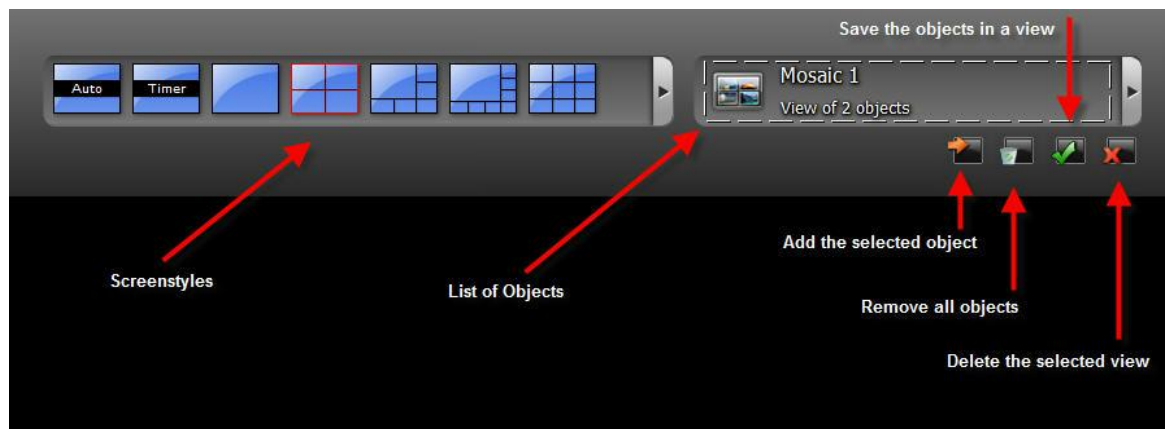 Save the objects in a view
Auto
Timer
Mosaic 1
View of 2 objects
Add the selected object
Screenstyles
List of Objects
Remove all objects
Delete the selected view